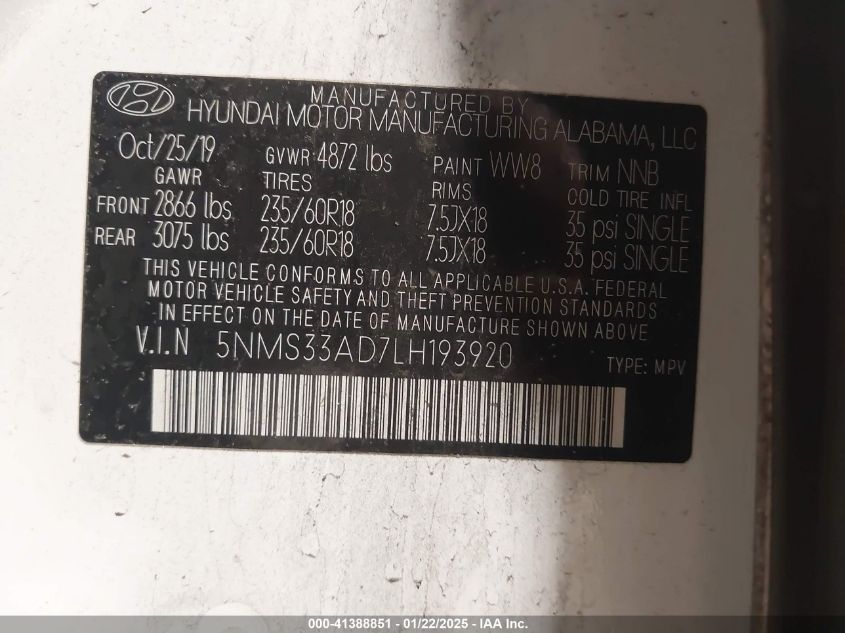 MANUFACTURED BY
HYUNDAI MOTOR MANUFACTURING ALABAMA, LLC
Oct/25/19 GVWR 4872 lbs PAINT WW8 TRIM NNB
GAWR TIRES RIMS COLD TIRE INFL
FRONT 2866 lbs 235/60R18 7.5JX18 35 psi SINGLE
REAR 3075 lbs 235/60R18 7.5JX18 35 psi SINGLE
THIS VEHICLE CONFORMS TO ALL APPLICABLE U.S.A. FEDERAL
MOTOR VEHICLE SAFETY AND THEFT PREVENTION STANDARDS
IN EFFECT ON THE DATE OF MANUFACTURE SHOWN ABOVE
V.I.N 5NMS33AD7LH193920 TYPE: MPV
000-41388851 - 01/22/2025 - IAA Inc.